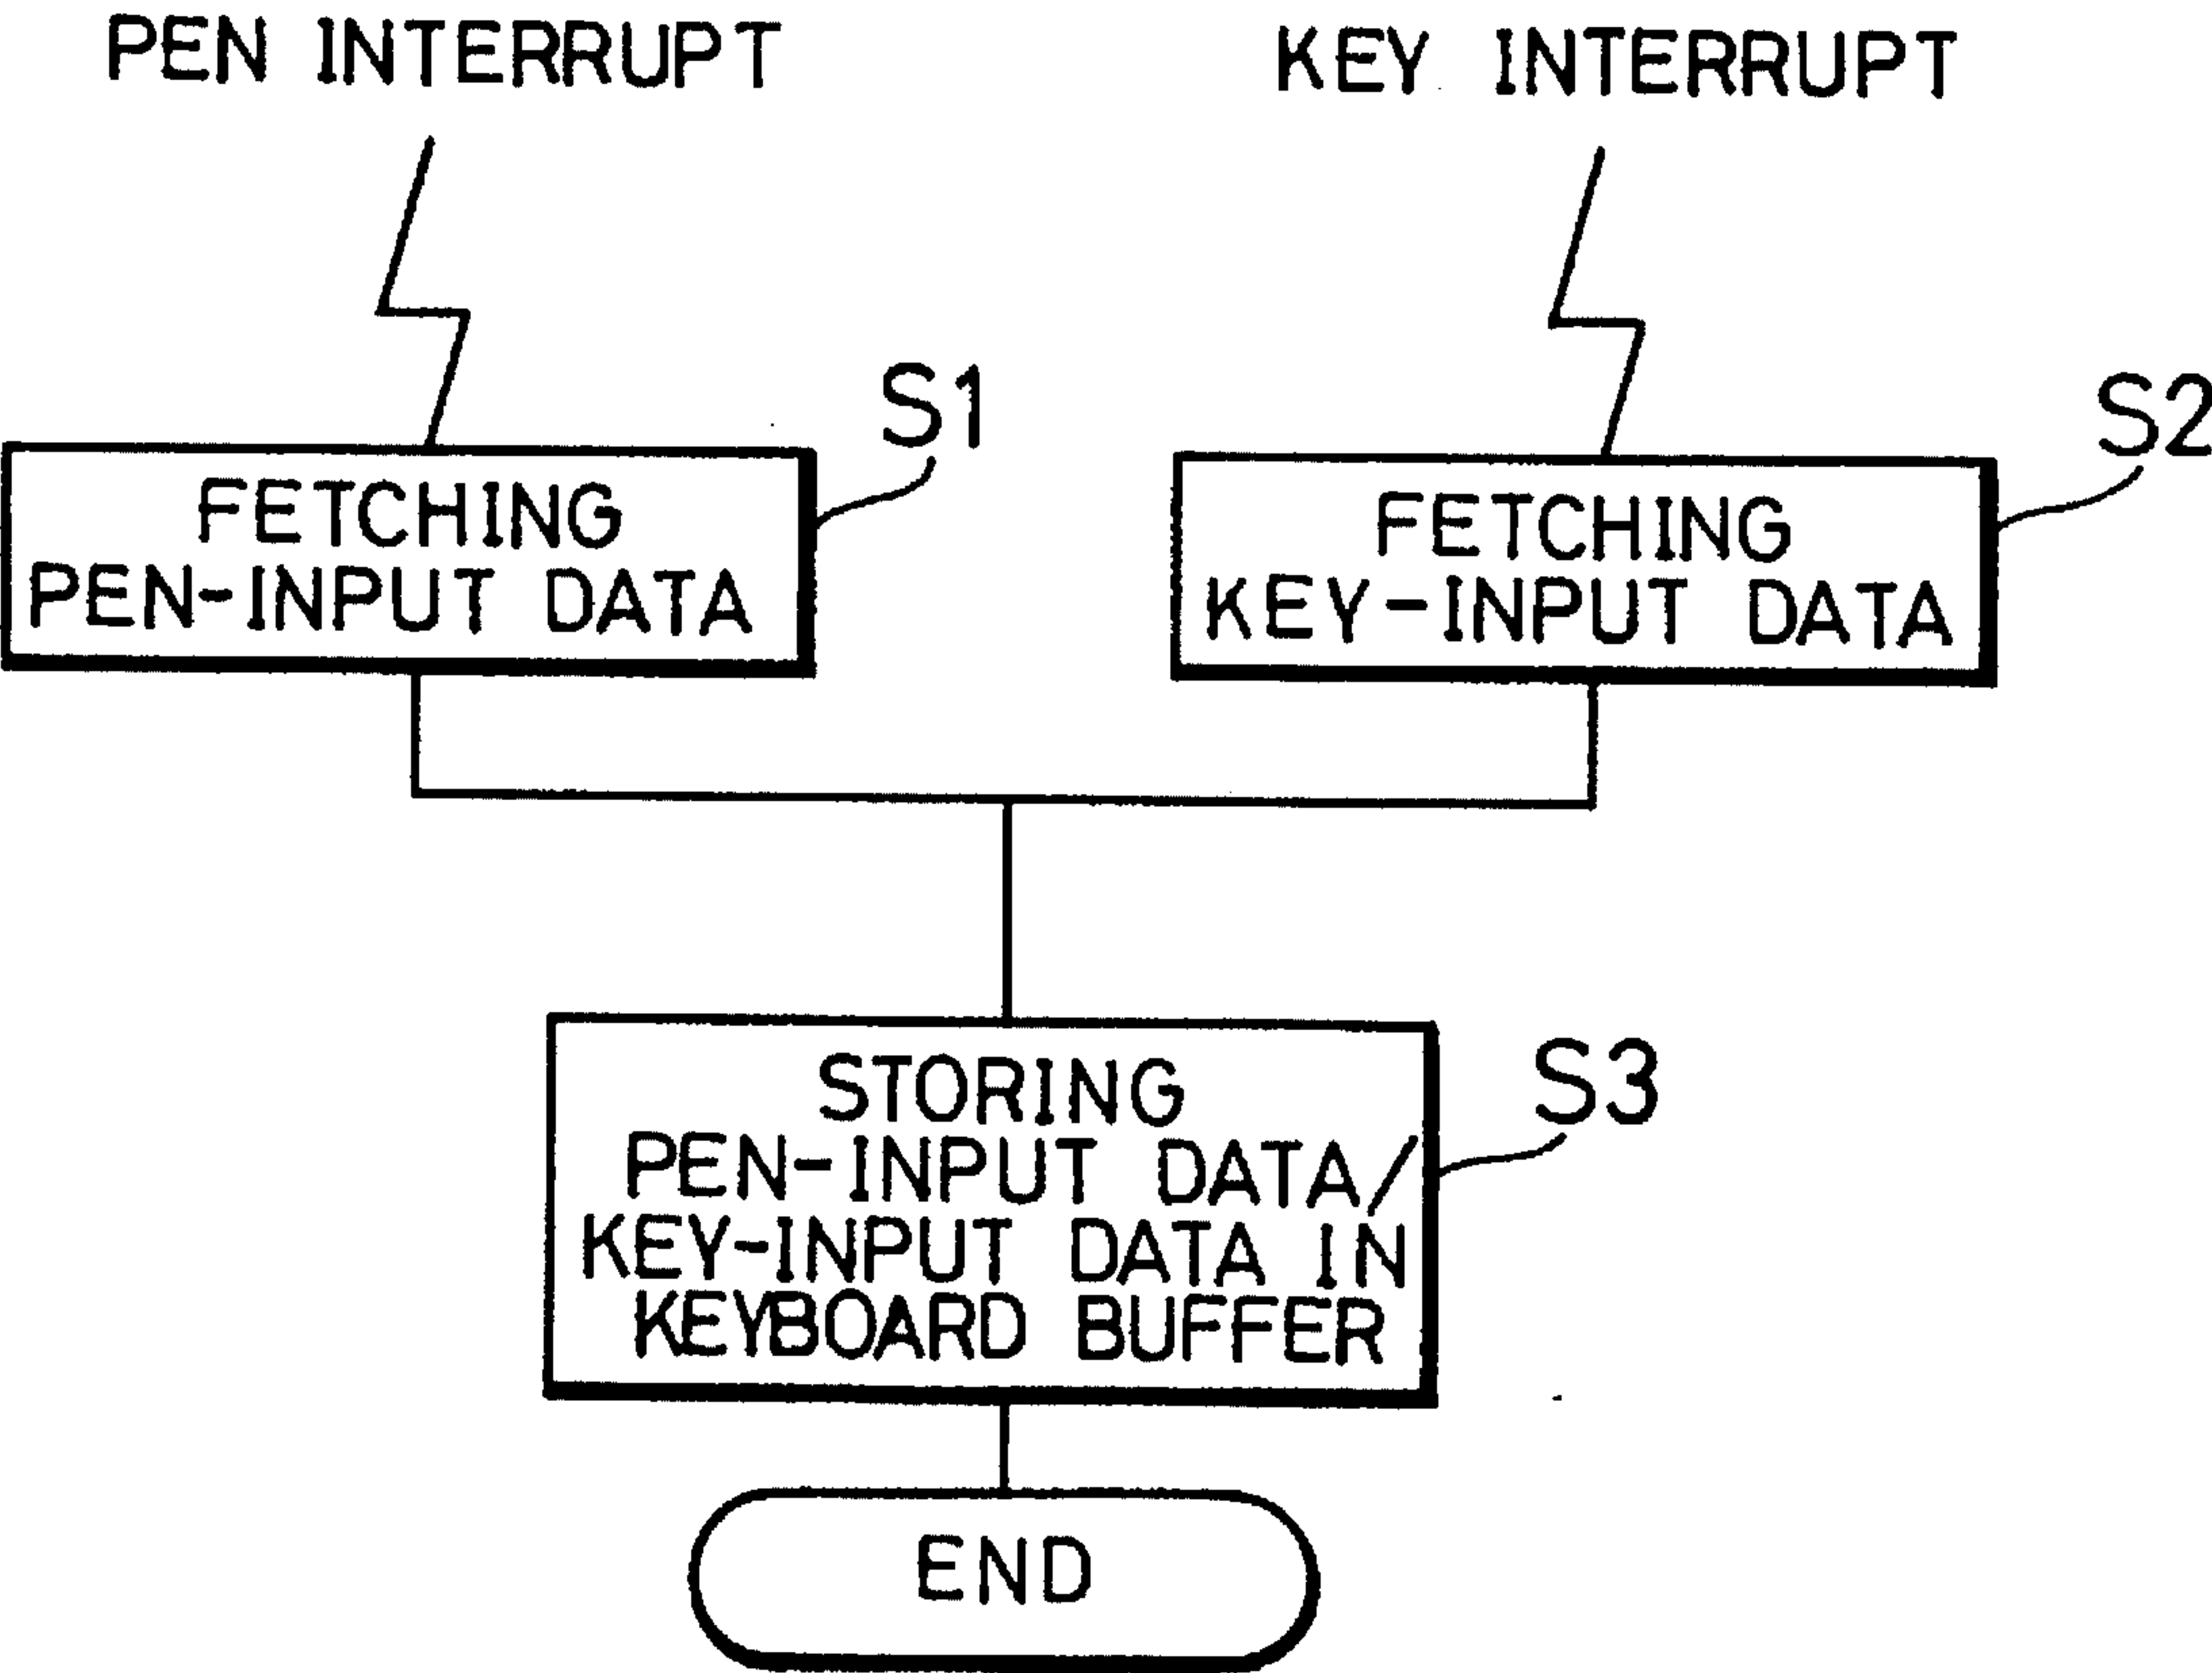 PEN INTERRUPT
KEY INTERRUPT
S1
S2
FETCHING
PEN-INPUT DATA
FETCHING
KEY-INPUT DATA
STORING
PEN-INPUT DATA/
KEY-INPUT DATA IN
KEYBOARD BUFFER
S3
END